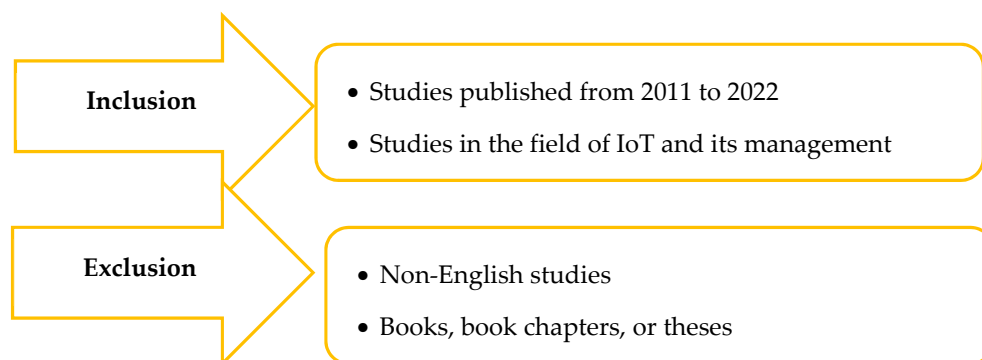 Inclusion
• Studies published from 2011 to 2022
• Studies in the field of IoT and its management
Exclusion
• Non-English studies
• Books, book chapters, or theses